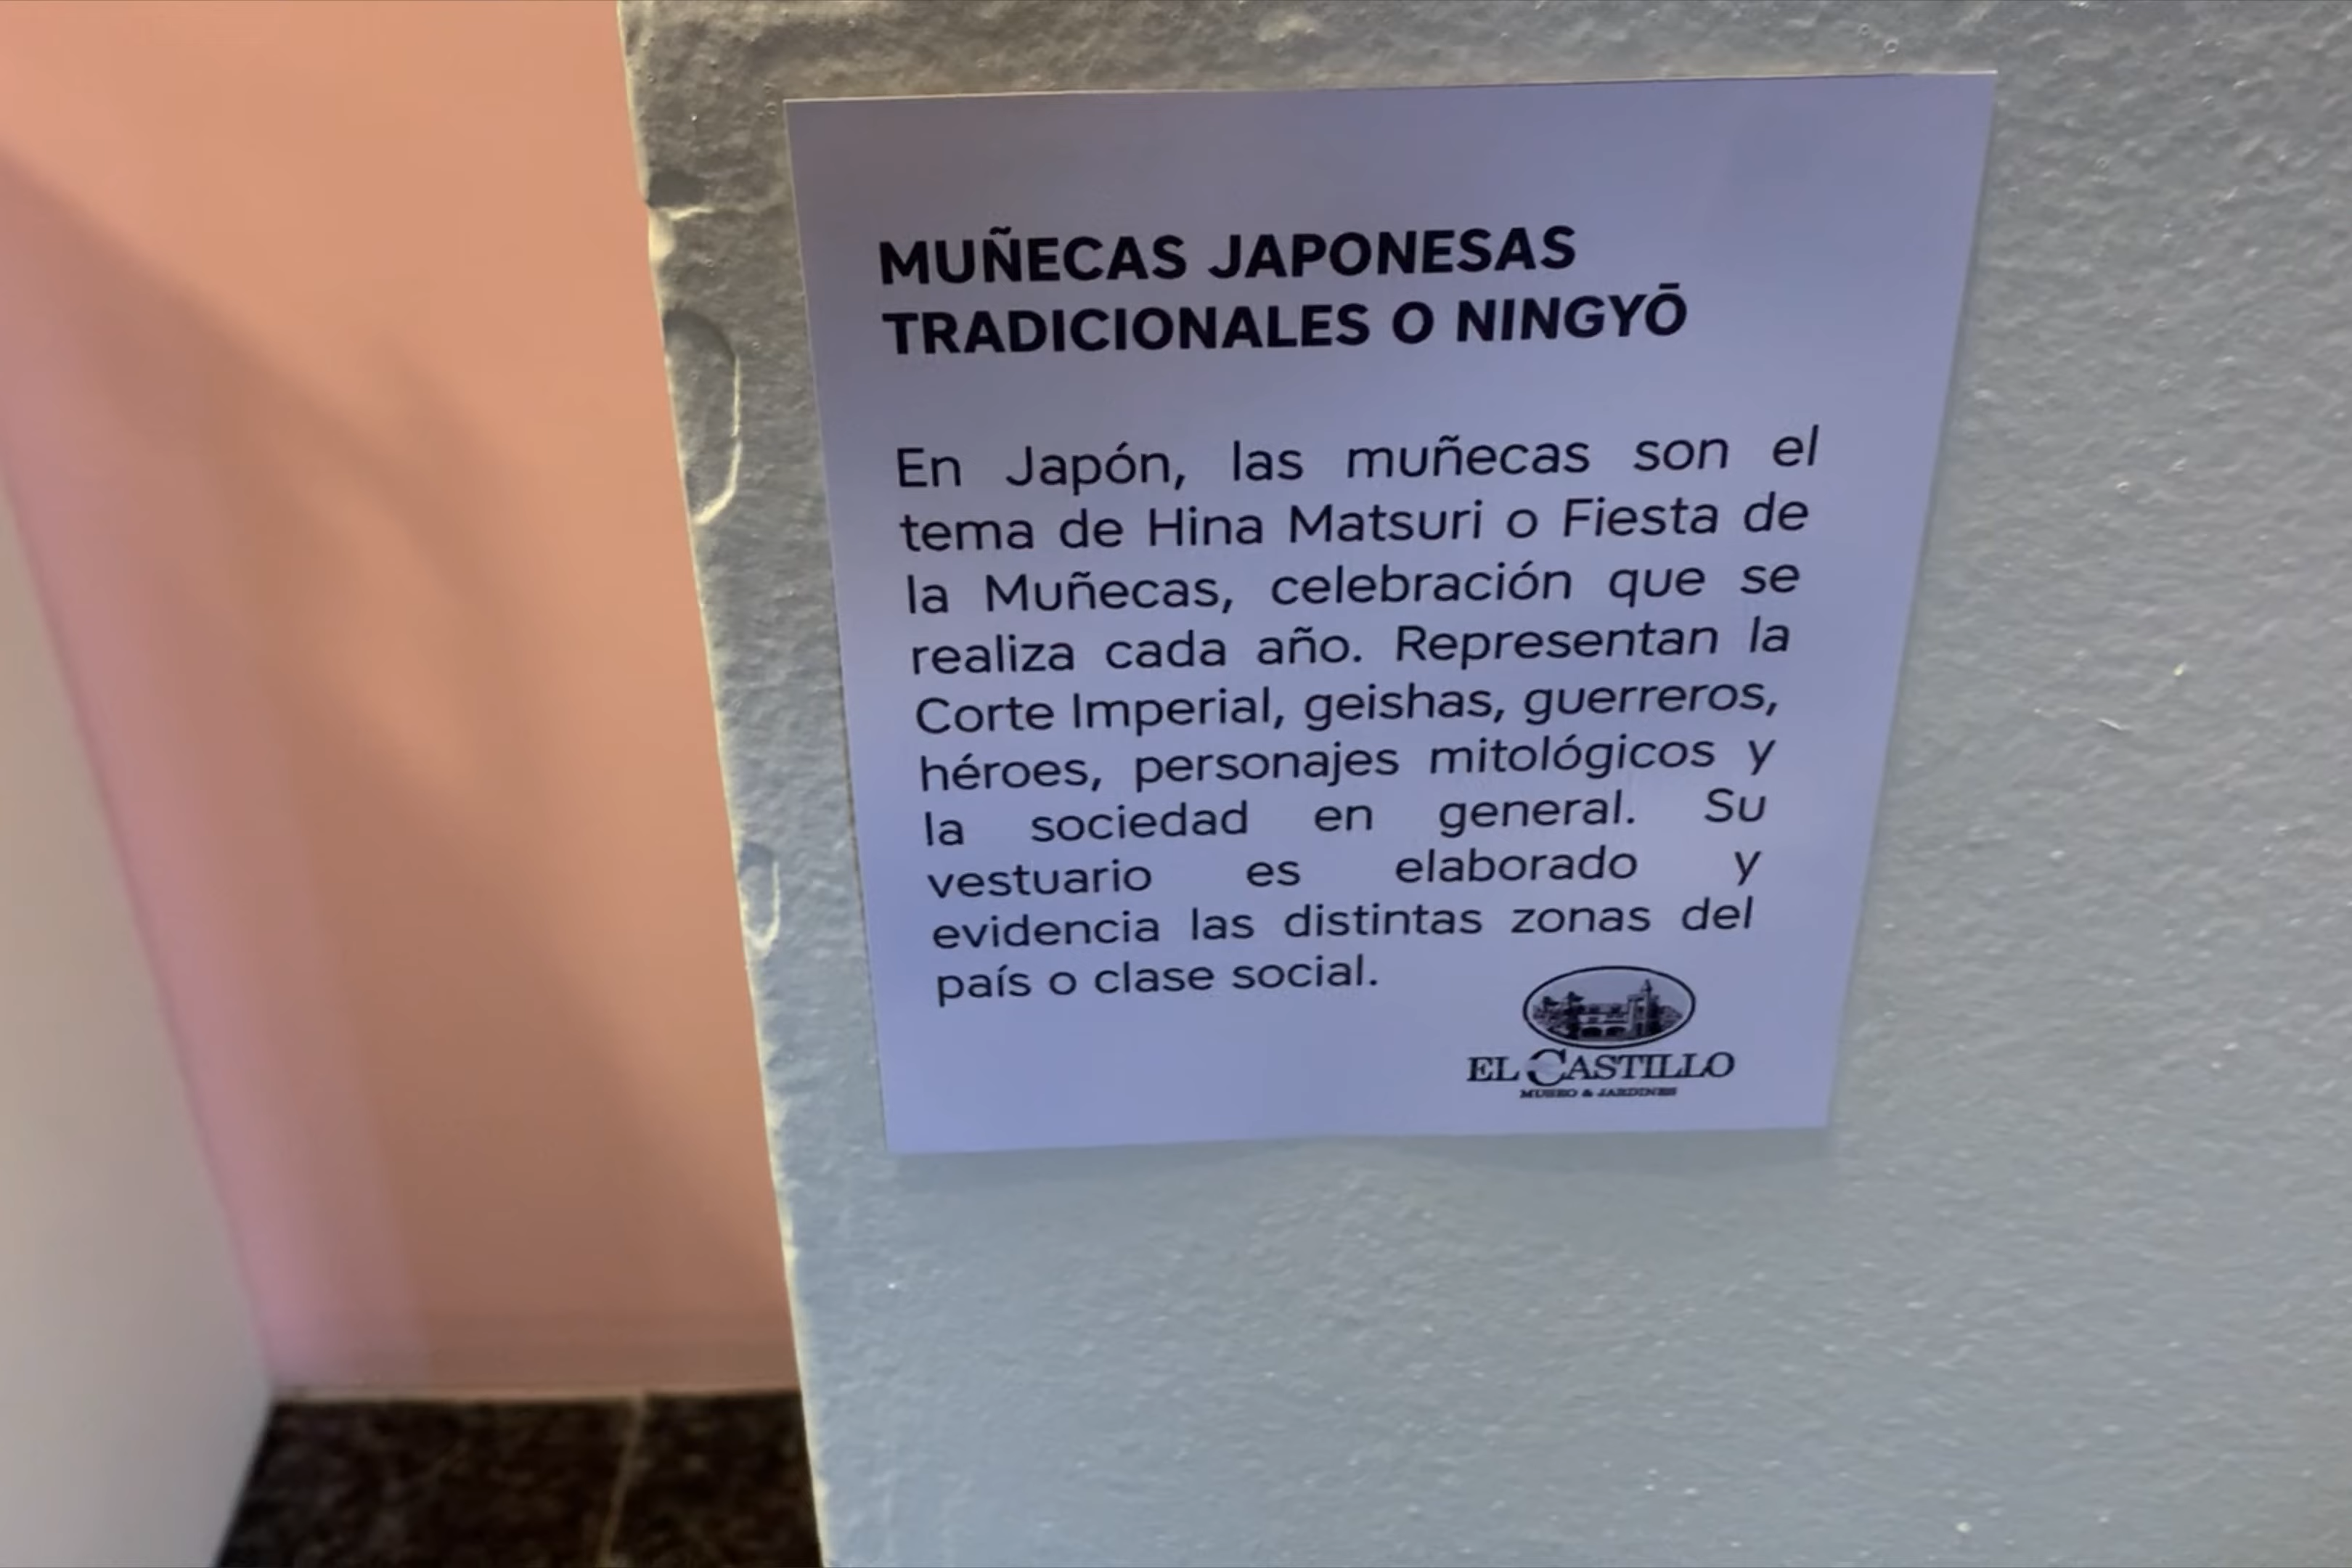 MUÑECAS JAPONESAS
TRADICIONALES O NINGYŌ
En Japón, las muñecas son el
tema de Hina Matsuri o Fiesta de
la Muñecas, celebración que se
realiza cada año. Representan la
Corte Imperial, geishas, guerreros,
héroes, personajes mitológicos y
la sociedad en general. Su
vestuario es elaborado y
evidencia las distintas zonas del
país o clase social.
EL CASTILLO
MUSEO & JARDINES